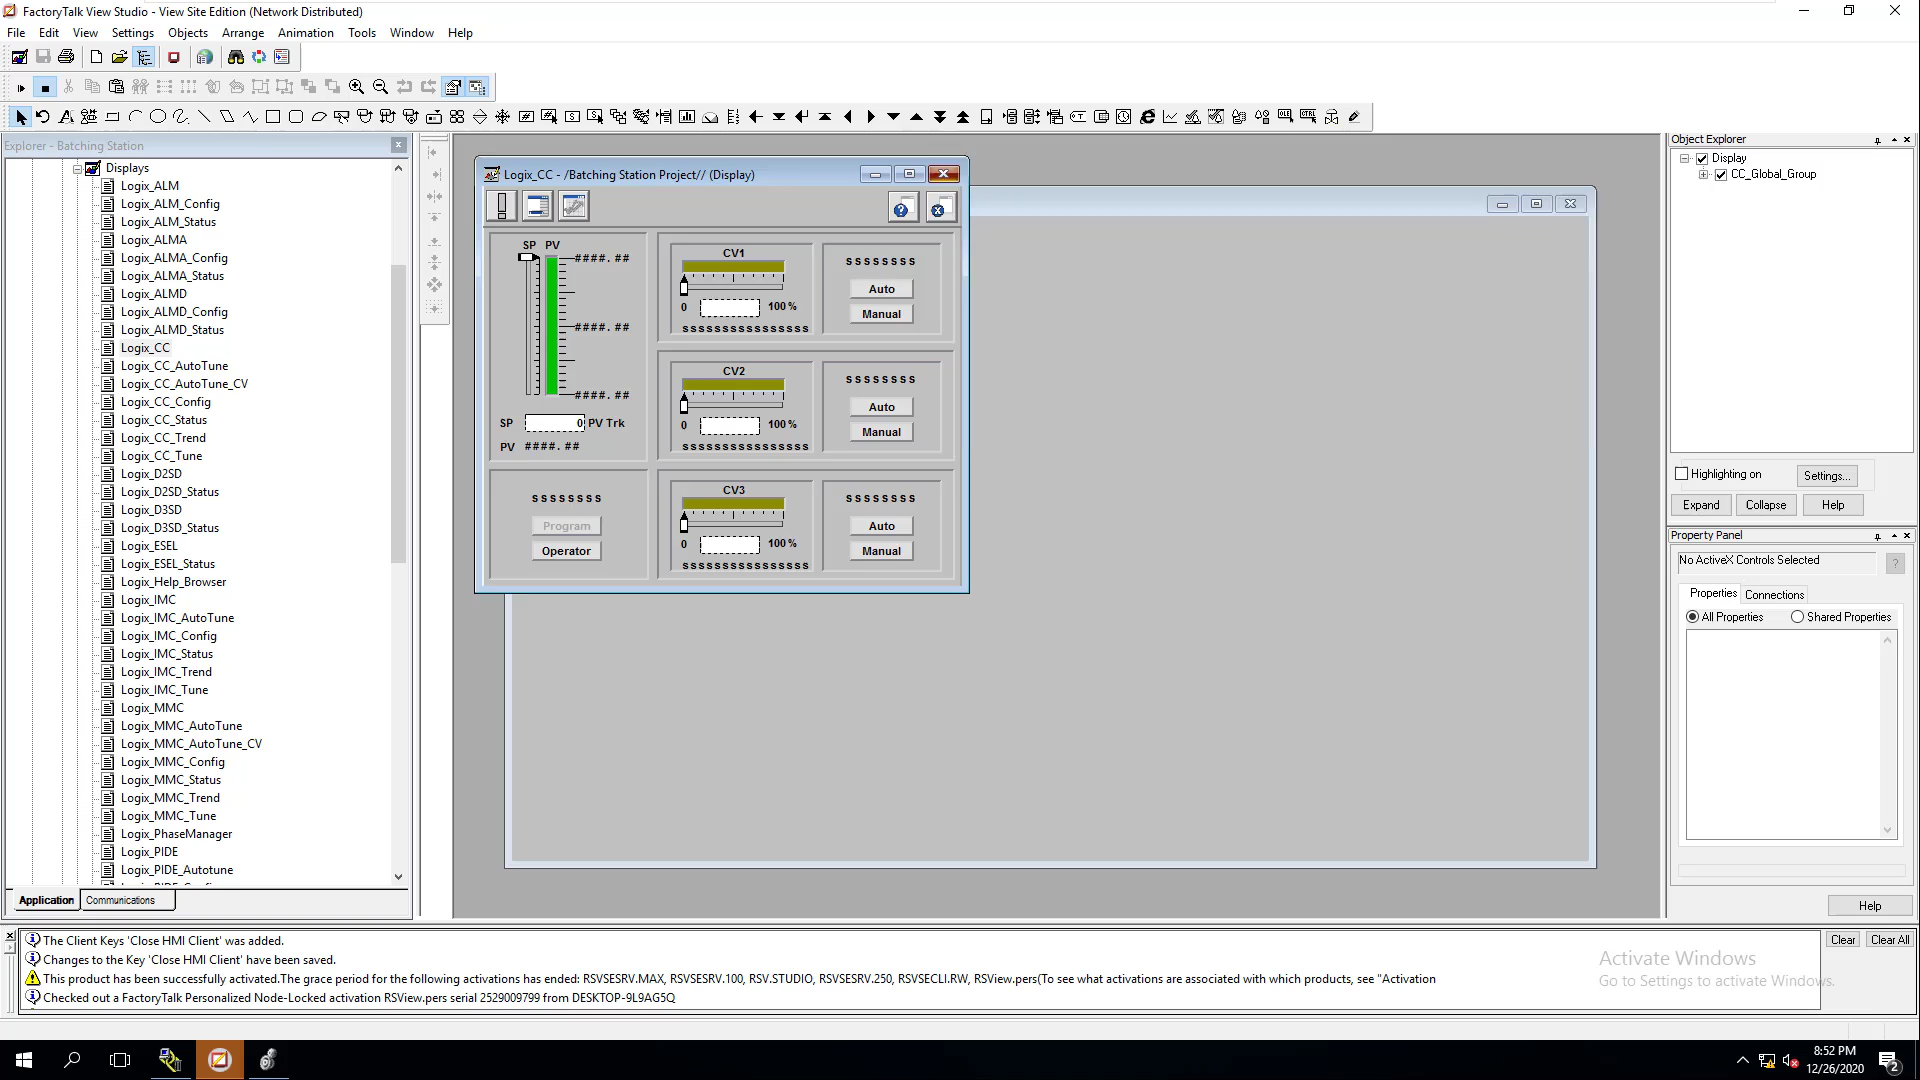 FactoryTalk View Studio - View Site Edition (Network Distributed)
File Edit View Settings Objects Arrange Animation Tools Window Help
Explorer - Batching Station
Displays
Logix_ALM
Logix_ALM_Config
Logix_ALM_Status
Logix_ALMA
Logix_ALMA_Config
Logix_ALMA_Status
Logix_ALMD
Logix_ALMD_Config
Logix_ALMD_Status
Logix_CC
Logix_CC_AutoTune
Logix_CC_AutoTune_CV
Logix_CC_Config
Logix_CC_Status
Logix_CC_Trend
Logix_CC_Tune
Logix_D2SD
Logix_D2SD_Status
Logix_D3SD
Logix_D3SD_Status
Logix_ESEL
Logix_ESEL_Status
Logix_Help_Browser
Logix_IMC
Logix_IMC_AutoTune
Logix_IMC_Config
Logix_IMC_Status
Logix_IMC_Trend
Logix_IMC_Tune
Logix_MMC
Logix_MMC_AutoTune
Logix_MMC_AutoTune_CV
Logix_MMC_Config
Logix_MMC_Status
Logix_MMC_Trend
Logix_MMC_Tune
Logix_PhaseManager
Logix_PIDE
Logix_PIDE_Autotune
Application Communications
Logix_CC - /Batching Station Project// (Display)
SP PV
####.##
####.##
####.##
SP 0 PV Trk
PV ####.##
SSSSSSSS
Program
Operator
CV1
0 100 %
SSSSSSSSSSSSSSSS
SSSSSSSS
Auto
Manual
CV2
0 100 %
SSSSSSSSSSSSSSSS
SSSSSSSS
Auto
Manual
CV3
0 100 %
SSSSSSSSSSSSSSSS
SSSSSSSS
Auto
Manual
Object Explorer
Display
CC_Global_Group
Highlighting on Settings...
Expand Collapse Help
Property Panel
No ActiveX Controls Selected ?
Properties Connections
All Properties Shared Properties
Help
The Client Keys 'Close HMI Client' was added.
Changes to the Key 'Close HMI Client' have been saved.
This product has been successfully activated.The grace period for the following activations has ended: RSVSESRV.MAX, RSVSESRV.100, RSV.STUDIO, RSVSESRV.250, RSVSECLI.RW, RSView.pers(To see what activations are associated with which products, see "Activation
Checked out a FactoryTalk Personalized Node-Locked activation RSView.pers serial 2529009799 from DESKTOP-9L9AG5Q
Clear Clear All
Activate Windows
Go to Settings to activate Windows.
8:52 PM
12/26/2020
2